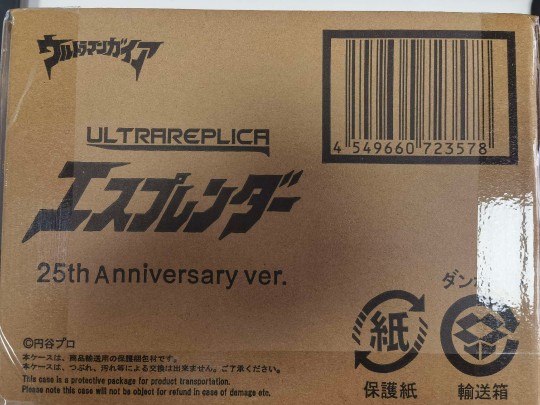 ウルトラマンガイア
4 549660 723578
ULTRAREPLICA
エスプレンダー
25th Anniversary ver.
ダン
紙
保護紙
輸送箱
©円谷プロ
本ケースは、商品輸送用の保護梱包材です。
本ケースは、つぶれ、汚れ等による交換は出来ません。ご了承ください。
This case is a protective package for product transportation.
Please note this case will not be object for refund in case of damage etc.